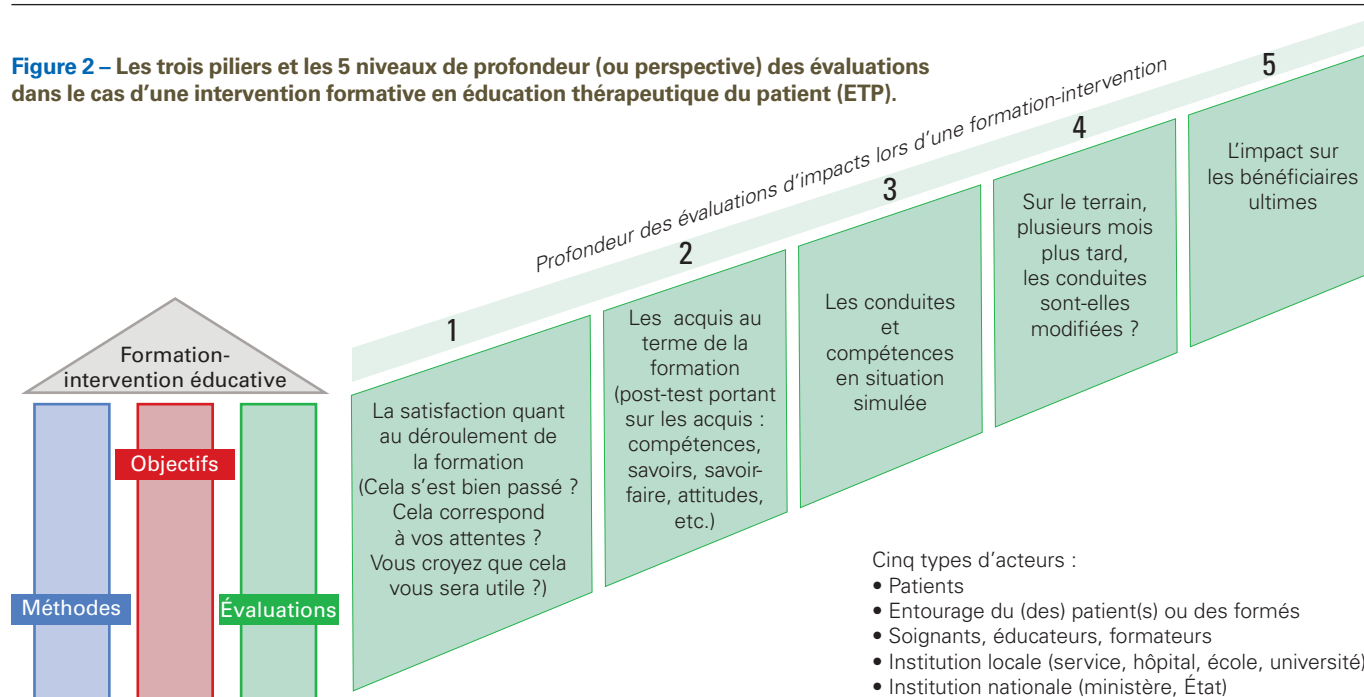 Figure 2 – Les trois piliers et les 5 niveaux de profondeur (ou perspective) des évaluations
dans le cas d'une intervention formative en éducation thérapeutique du patient (ETP).
Profondeur des évaluations d'impacts lors d'une formation-intervention
Formation-
intervention éducative
Méthodes
Objectifs
Évaluations
1
La satisfaction quant
au déroulement de
la formation
(Cela s'est bien passé ?
Cela correspond
à vos attentes ?
Vous croyez que cela
vous sera utile ?)
2
Les acquis au
terme de la
formation
(post-test portant
sur les acquis :
compétences,
savoirs, savoir-
faire, attitudes,
etc.)
3
Les conduites
et
compétences
en situation
simulée
4
Sur le terrain,
plusieurs mois
plus tard,
les conduites
sont-elles
modifiées ?
5
L'impact sur
les bénéficiaires
ultimes
Cinq types d'acteurs :
• Patients
• Entourage du (des) patient(s) ou des formés
• Soignants, éducateurs, formateurs
• Institution locale (service, hôpital, école, université)
• Institution nationale (ministère, État)